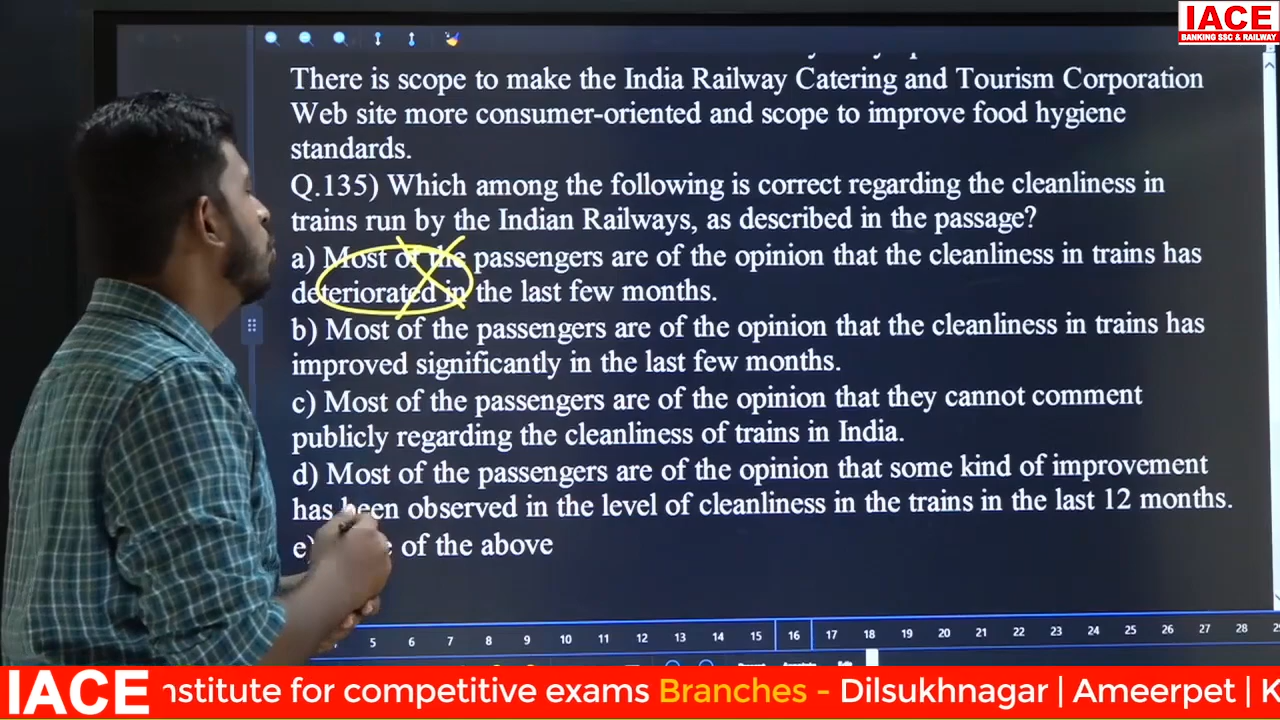 IACE
BANKING SSC & RAILWAY
There is scope to make the India Railway Catering and Tourism Corporation
Web site more consumer-oriented and scope to improve food hygiene
standards.
Q.135) Which among the following is correct regarding the cleanliness in
trains run by the Indian Railways, as described in the passage?
a) Most of the passengers are of the opinion that the cleanliness in trains has
deteriorated in the last few months.
b) Most of the passengers are of the opinion that the cleanliness in trains has
improved significantly in the last few months.
c) Most of the passengers are of the opinion that they cannot comment
publicly regarding the cleanliness of trains in India.
d) Most of the passengers are of the opinion that some kind of improvement
has been observed in the level of cleanliness in the trains in the last 12 months.
e) of the above
5 6 7 8 9 10 11 12 13 14 15 16 17 18 19 20 21 22 23 24 25 26 27 28
IACE nstitute for competitive exams Branches - Dilsukhnagar | Ameerpet | K